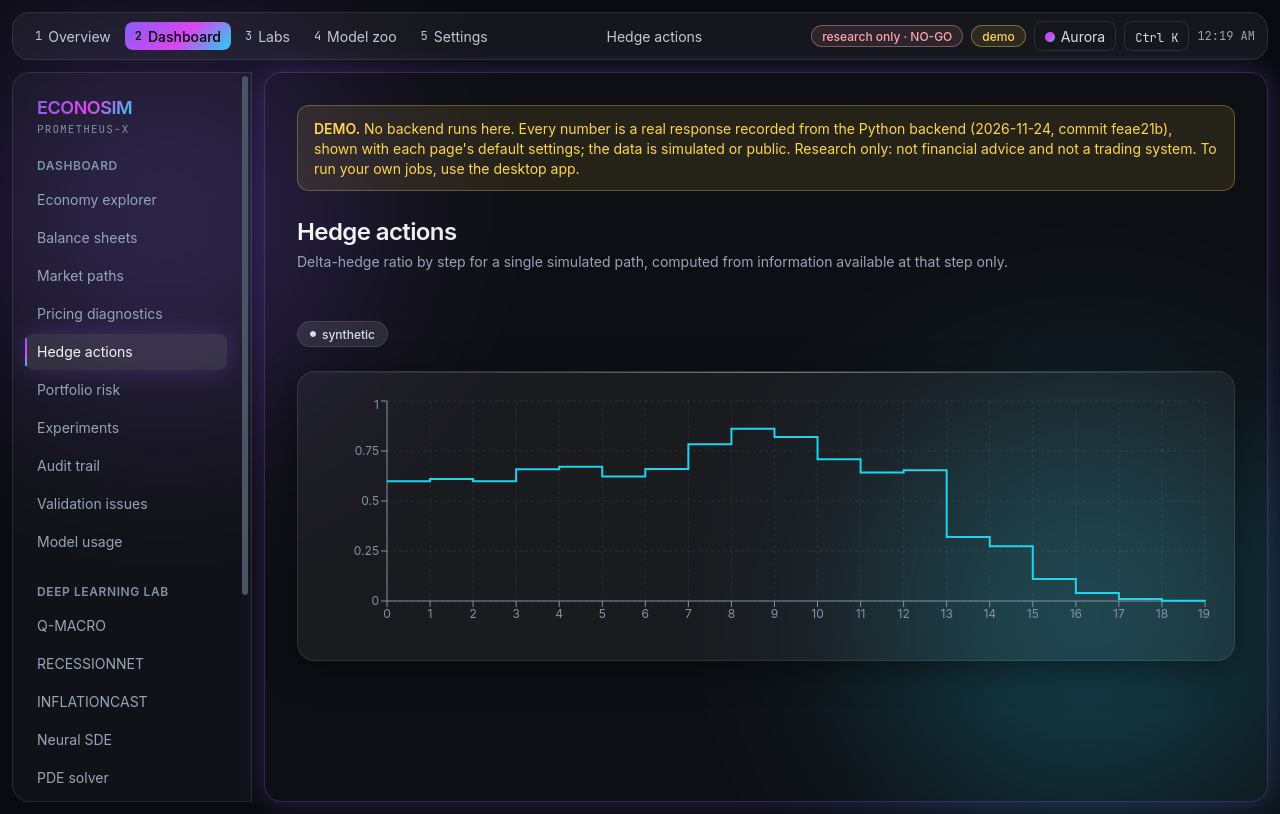 1 Overview 2 Dashboard 3 Labs 4 Model zoo 5 Settings Hedge actions research only · NO-GO demo Aurora Ctrl K 12:19 AM
ECONOSIM
PROMETHEUS-X
DASHBOARD
Economy explorer
Balance sheets
Market paths
Pricing diagnostics
Hedge actions
Portfolio risk
Experiments
Audit trail
Validation issues
Model usage
DEEP LEARNING LAB
Q-MACRO
RECESSIONNET
INFLATIONCAST
Neural SDE
PDE solver
DEMO. No backend runs here. Every number is a real response recorded from the Python backend (2026-11-24, commit feae21b),
shown with each page's default settings; the data is simulated or public. Research only: not financial advice and not a trading system. To
run your own jobs, use the desktop app.
Hedge actions
Delta-hedge ratio by step for a single simulated path, computed from information available at that step only.
synthetic
1
0.75
0.5
0.25
0
0 1 2 3 4 5 6 7 8 9 10 11 12 13 14 15 16 17 18 19